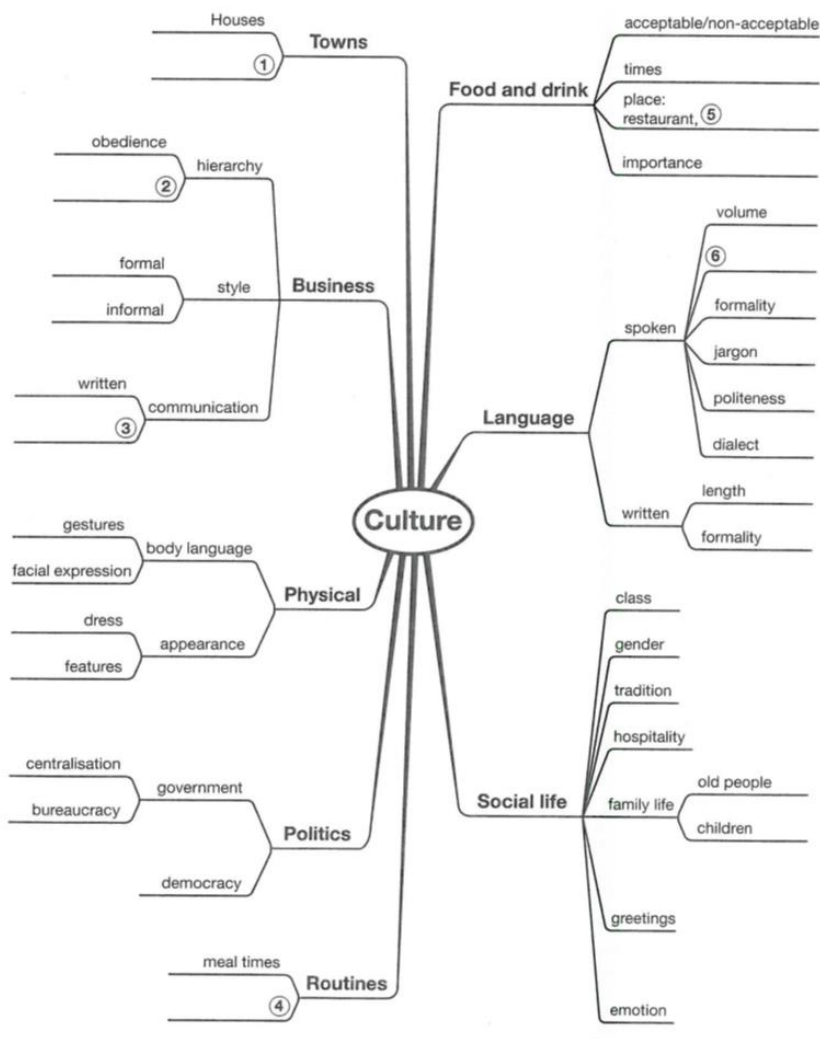 Culture
Towns
Houses
①
Business
hierarchy
obedience
②
style
formal
informal
communication
written
③
Physical
body language
gestures
facial expression
appearance
dress
features
Politics
government
centralisation
bureaucracy
democracy
Routines
meal times
④
Food and drink
acceptable/non-acceptable
times
place:
restaurant, ⑤
importance
Language
spoken
volume
⑥
formality
jargon
politeness
dialect
written
length
formality
Social life
class
gender
tradition
hospitality
family life
old people
children
greetings
emotion